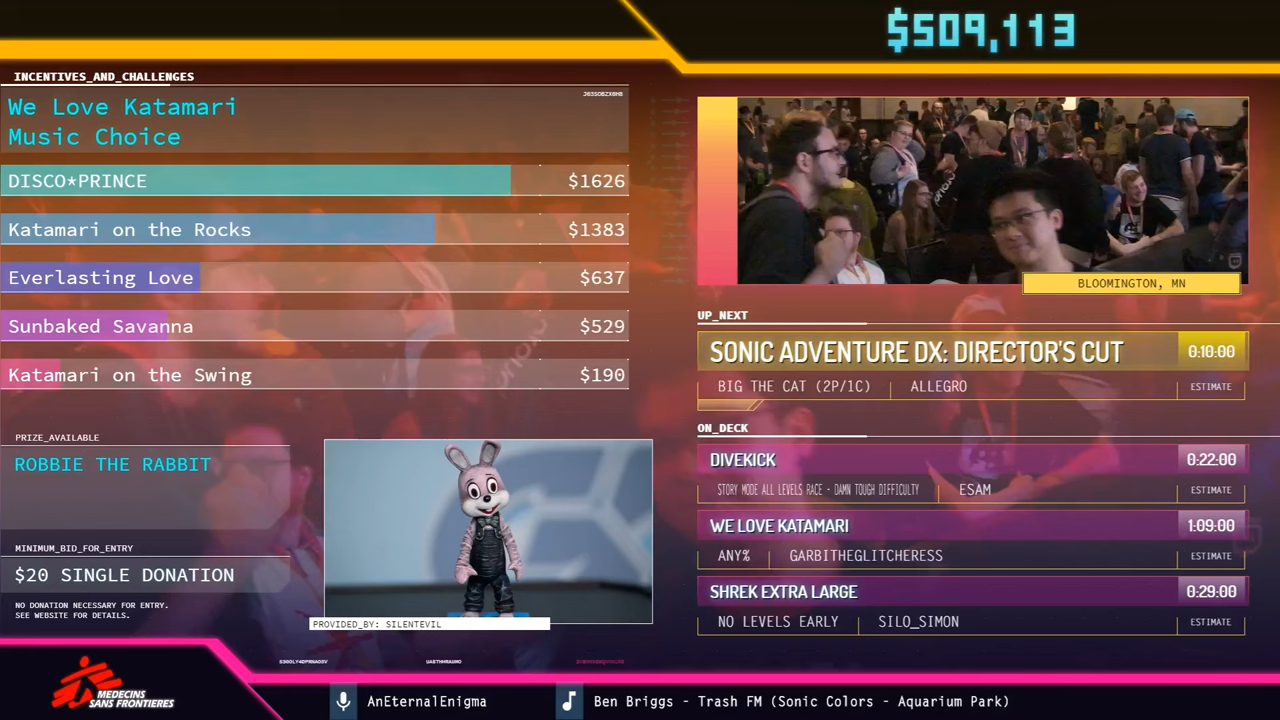 $509,113
INCENTIVES_AND_CHALLENGES
We Love Katamari
Music Choice
DISCO*PRINCE $1626
Katamari on the Rocks $1383
Everlasting Love $637
Sunbaked Savanna $529
Katamari on the Swing $190
PRIZE_AVAILABLE
ROBBIE THE RABBIT
MINIMUM_BID_FOR_ENTRY
$20 SINGLE DONATION
NO DONATION NECESSARY FOR ENTRY.
SEE WEBSITE FOR DETAILS.
PROVIDED_BY: SILENTEVIL
BLOOMINGTON, MN
UP_NEXT
SONIC ADVENTURE DX: DIRECTOR'S CUT 0:10:00
BIG THE CAT (2P/1C) ALLEGRO ESTIMATE
ON_DECK
DIVEKICK 0:22:00
STORY MODE ALL LEVELS RACE - DAMN TOUGH DIFFICULTY ESAM ESTIMATE
WE LOVE KATAMARI 1:09:00
ANY% GARBITHEGLITCHERESS ESTIMATE
SHREK EXTRA LARGE 0:29:00
NO LEVELS EARLY SILO_SIMON ESTIMATE
MEDECINS
SANS FRONTIERES
AnEternalEnigma
Ben Briggs - Trash FM (Sonic Colors - Aquarium Park)